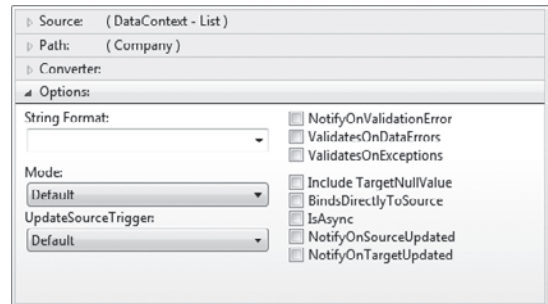 Source: ( DataContext - List )
Path: ( Company )
Converter:
Options:
String Format:
Mode:
Default
UpdateSourceTrigger:
Default
NotifyOnValidationError
ValidatesOnDataErrors
ValidatesOnExceptions
Include TargetNullValue
BindsDirectlyToSource
IsAsync
NotifyOnSourceUpdated
NotifyOnTargetUpdated